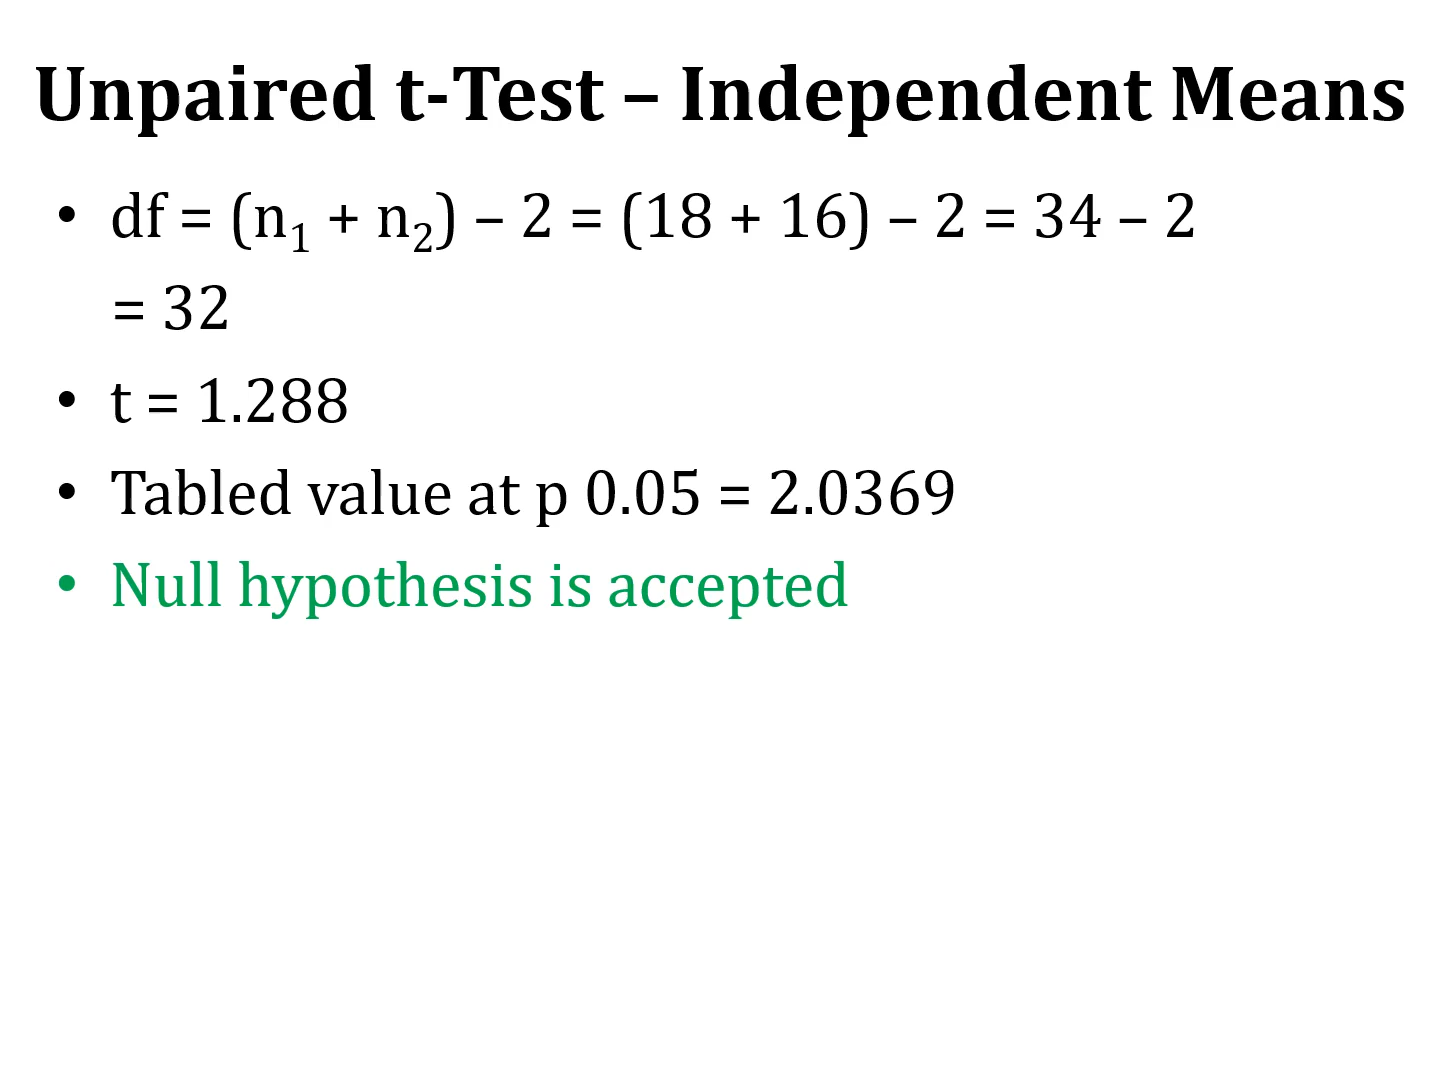 Unpaired t-Test – Independent Means
• df = (n₁ + n₂) – 2 = (18 + 16) – 2 = 34 – 2
= 32
• t = 1.288
• Tabled value at p 0.05 = 2.0369
• Null hypothesis is accepted